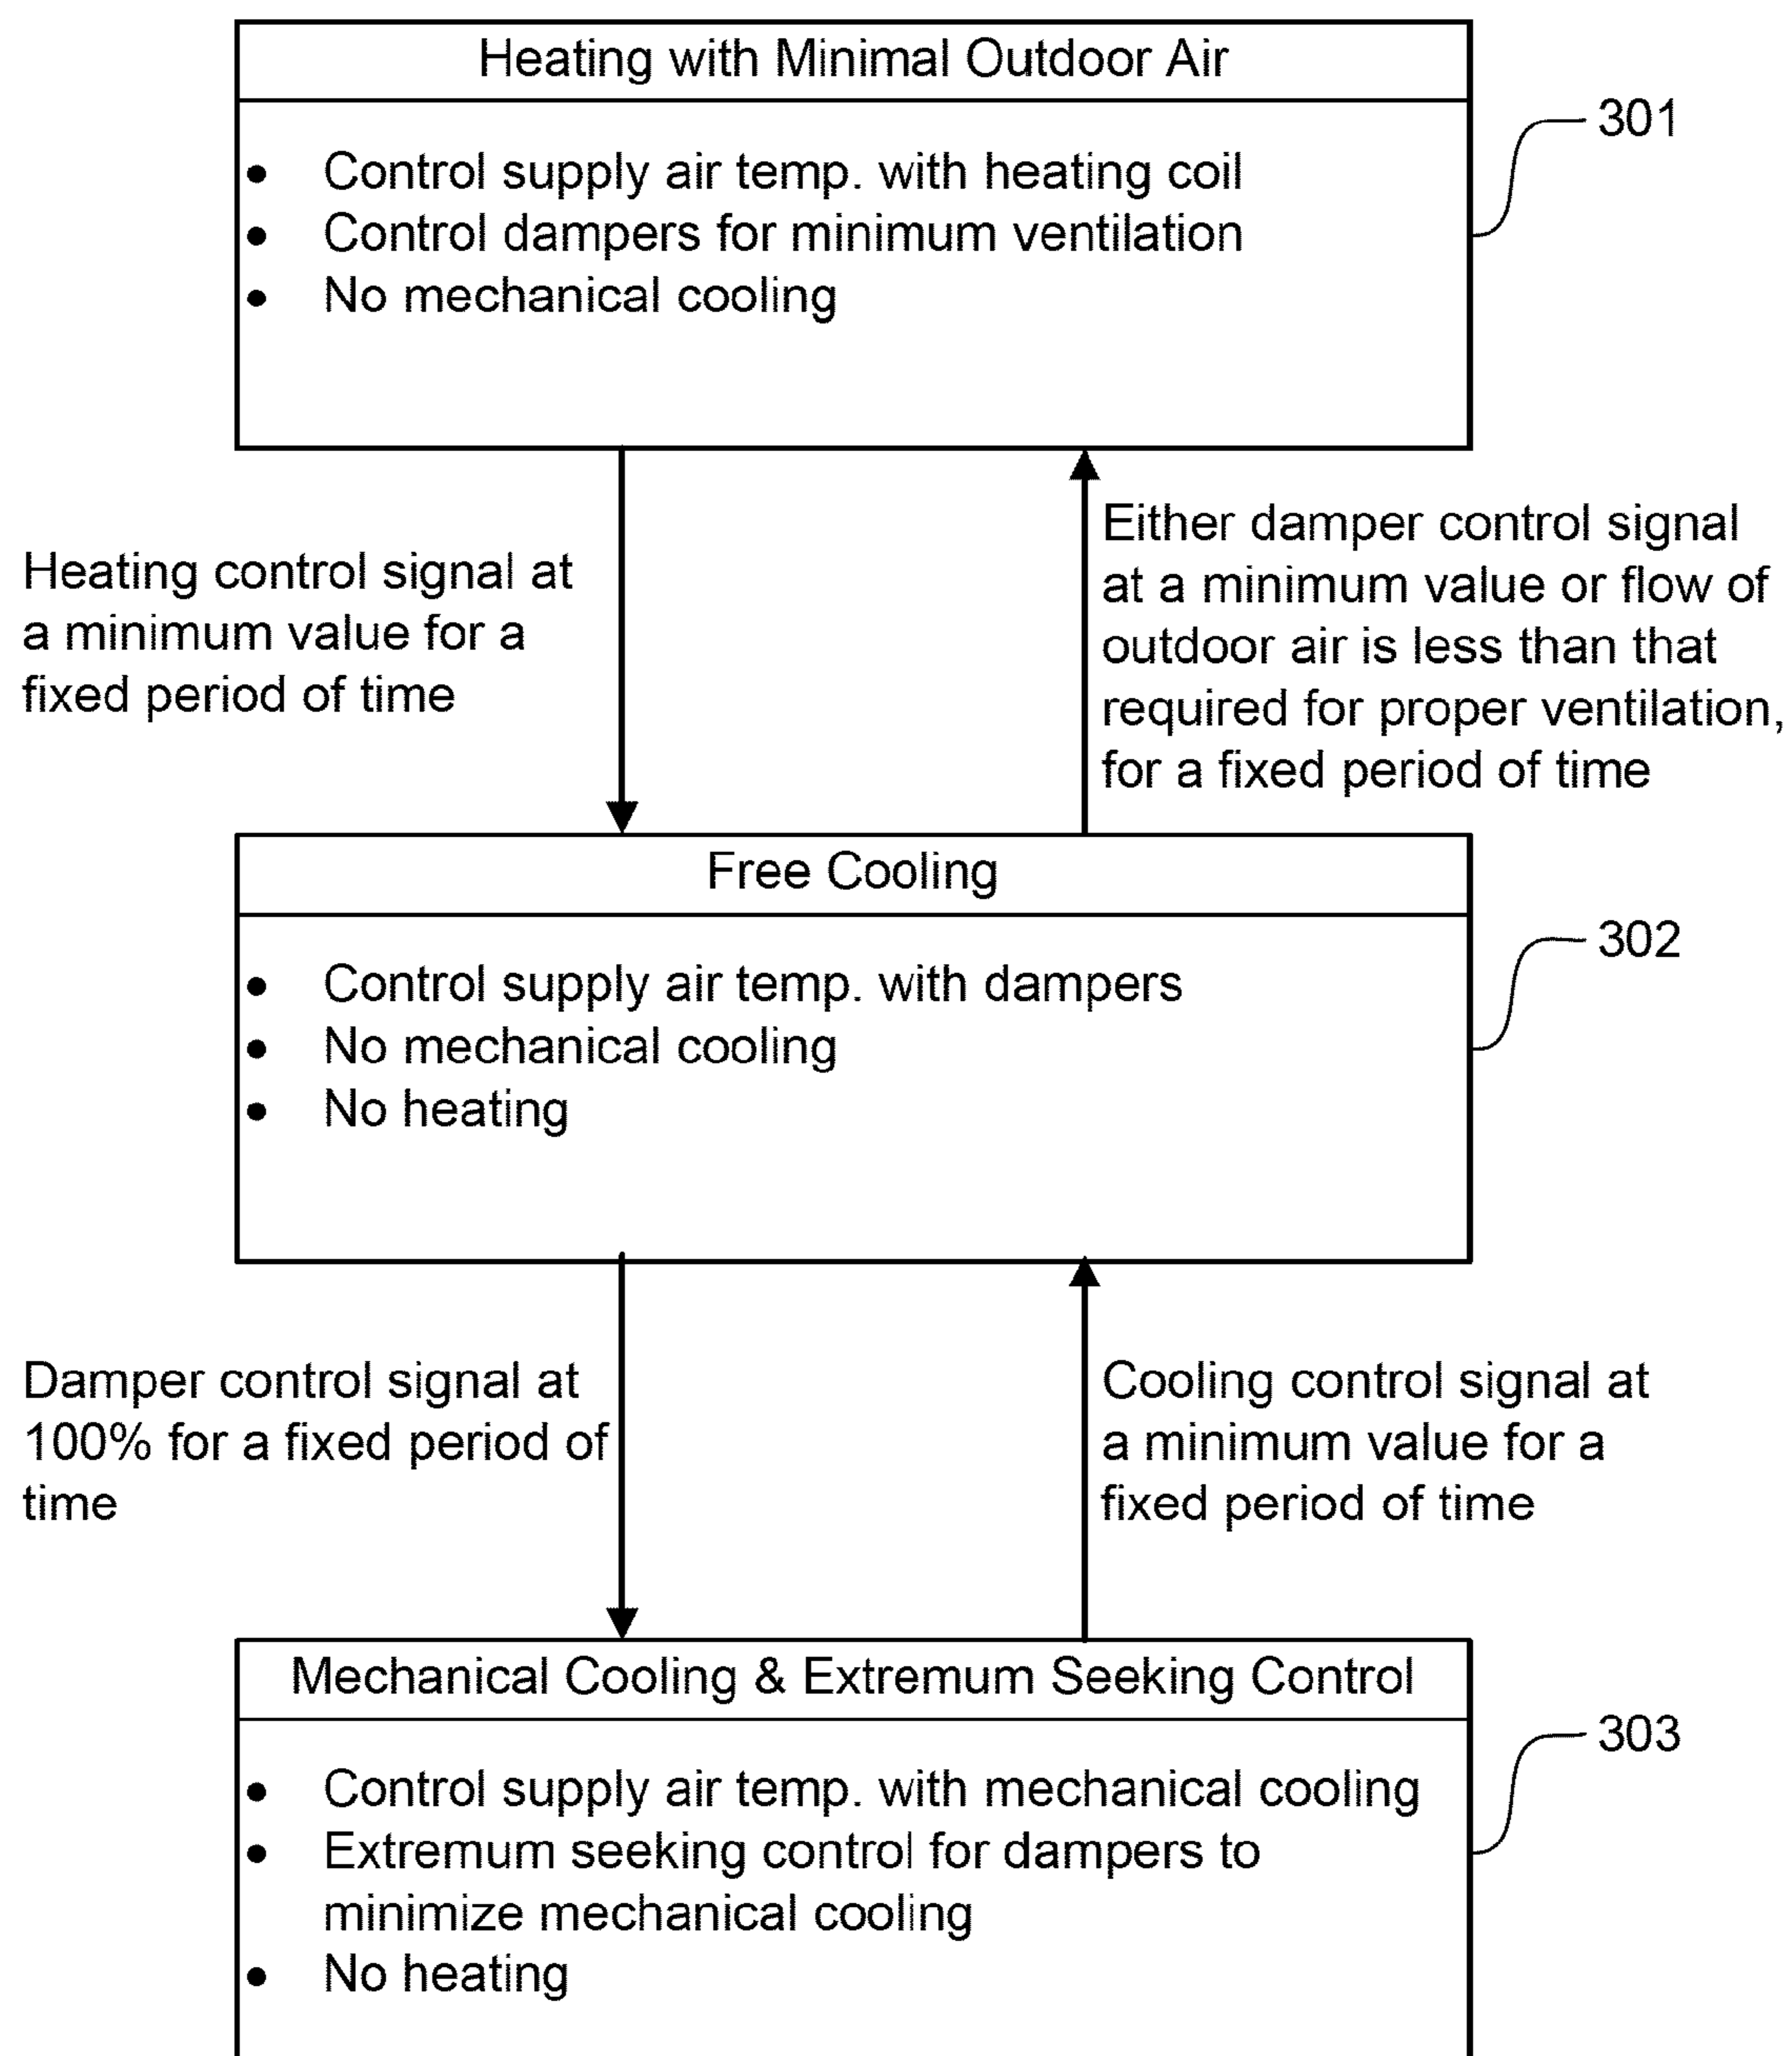 Heating with Minimal Outdoor Air
301
• Control supply air temp. with heating coil
• Control dampers for minimum ventilation
• No mechanical cooling
Heating control signal at
a minimum value for a
fixed period of time
Either damper control signal
at a minimum value or flow of
outdoor air is less than that
required for proper ventilation,
for a fixed period of time
Free Cooling
302
• Control supply air temp. with dampers
• No mechanical cooling
• No heating
Damper control signal at
100% for a fixed period of
time
Cooling control signal at
a minimum value for a
fixed period of time
Mechanical Cooling & Extremum Seeking Control
303
• Control supply air temp. with mechanical cooling
• Extremum seeking control for dampers to
minimize mechanical cooling
• No heating